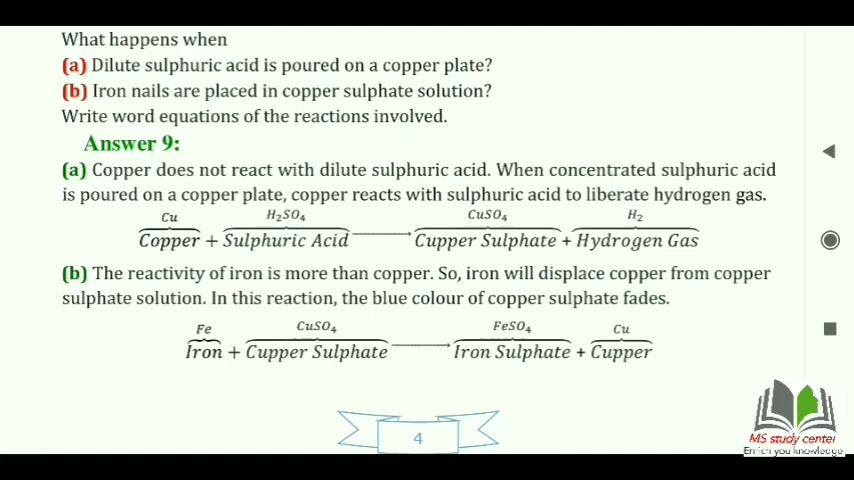 What happens when
(a) Dilute sulphuric acid is poured on a copper plate?
(b) Iron nails are placed in copper sulphate solution?
Write word equations of the reactions involved.
Answer 9:
(a) Copper does not react with dilute sulphuric acid. When concentrated sulphuric acid
is poured on a copper plate, copper reacts with sulphuric acid to liberate hydrogen gas.
Cu H₂SO₄ CuSO₄ H₂
Copper + Sulphuric Acid ⟶ Cupper Sulphate + Hydrogen Gas
(b) The reactivity of iron is more than copper. So, iron will displace copper from copper
sulphate solution. In this reaction, the blue colour of copper sulphate fades.
Fe CuSO₄ FeSO₄ Cu
Iron + Cupper Sulphate ⟶ Iron Sulphate + Cupper
4
MS study center
Enrich you knowledge